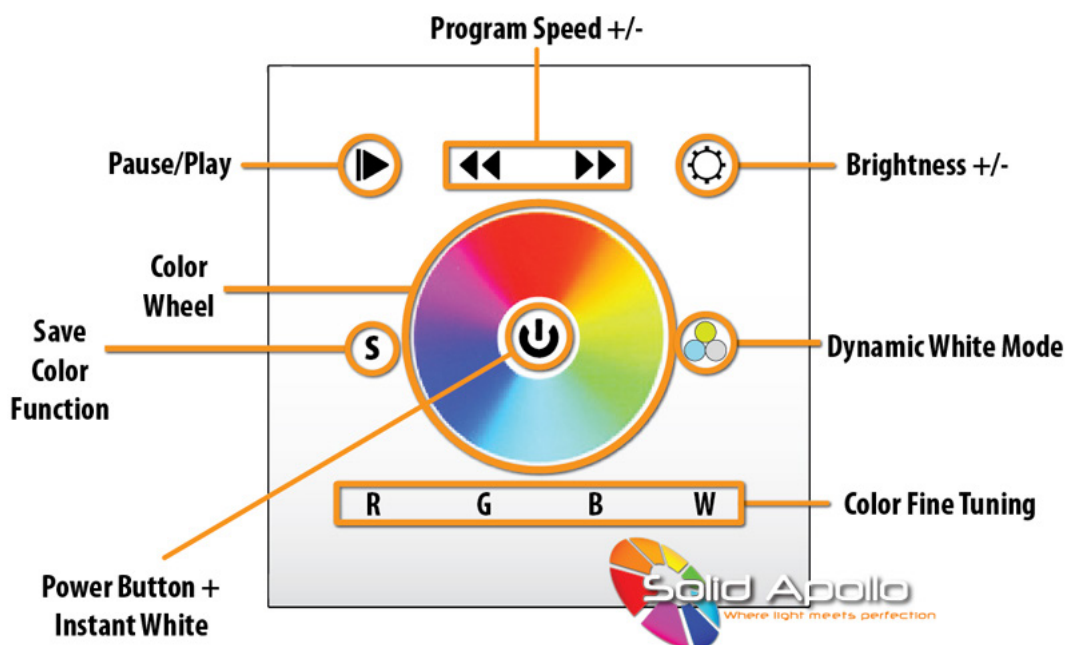 Program Speed +/-
Pause/Play
Brightness +/-
Color
Wheel
Save
Color
Function
S
Dynamic White Mode
R G B W
Color Fine Tuning
Power Button +
Instant White
Solid Apollo
Where light meets perfection